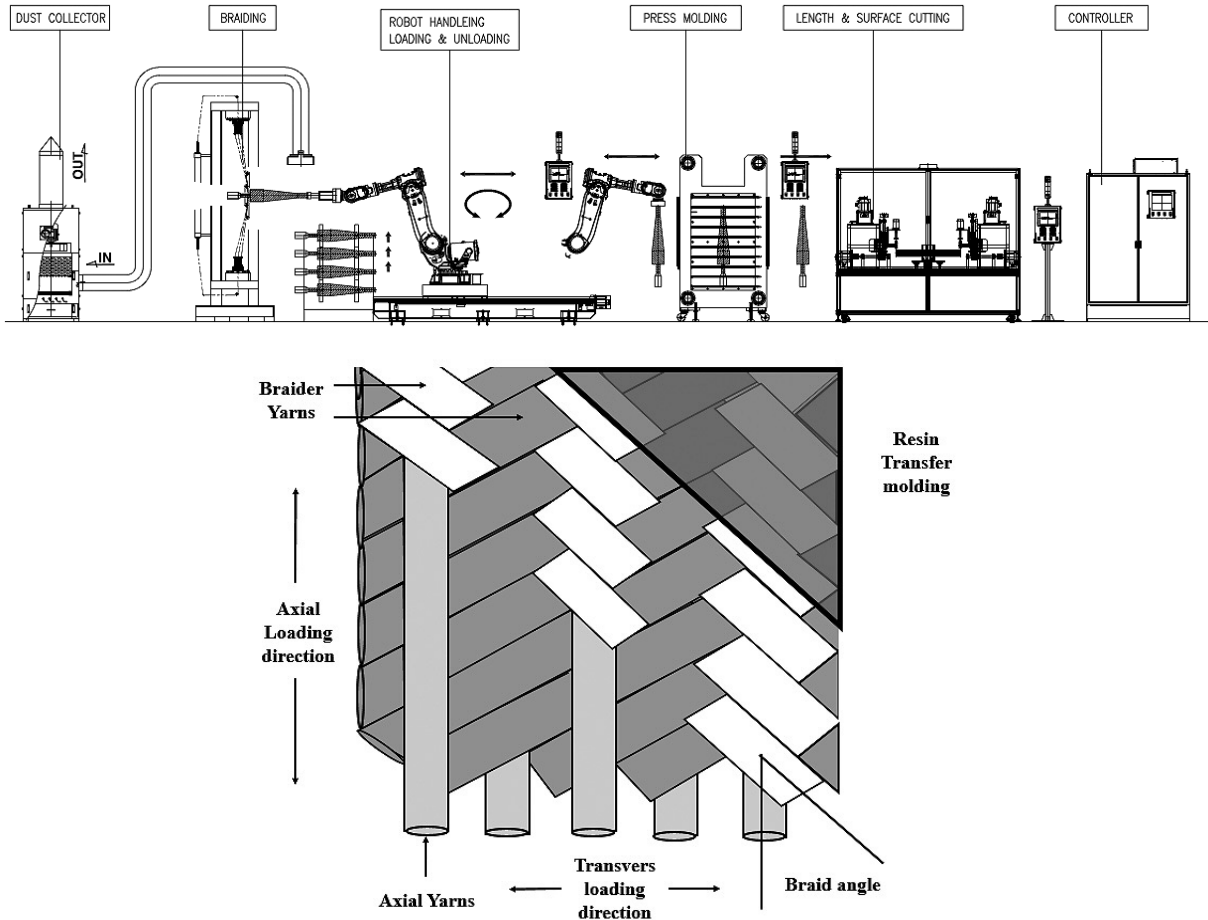 DUST COLLECTOR
BRAIDING
ROBOT HANDLEING
LOADING & UNLOADING
PRESS MOLDING
LENGTH & SURFACE CUTTING
CONTROLLER
OUT
IN
Braider
Yarns
Resin
Transfer
molding
Axial
Loading
direction
Axial Yarns
Transvers
loading
direction
Braid angle